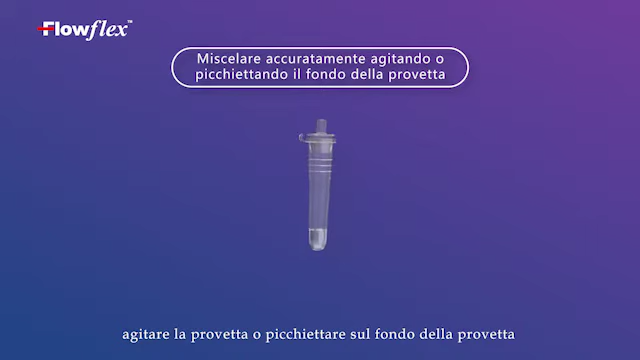 Flowflex™
Miscelare accuratamente agitando o
picchiettando il fondo della provetta
agitare la provetta o picchiettare sul fondo della provetta